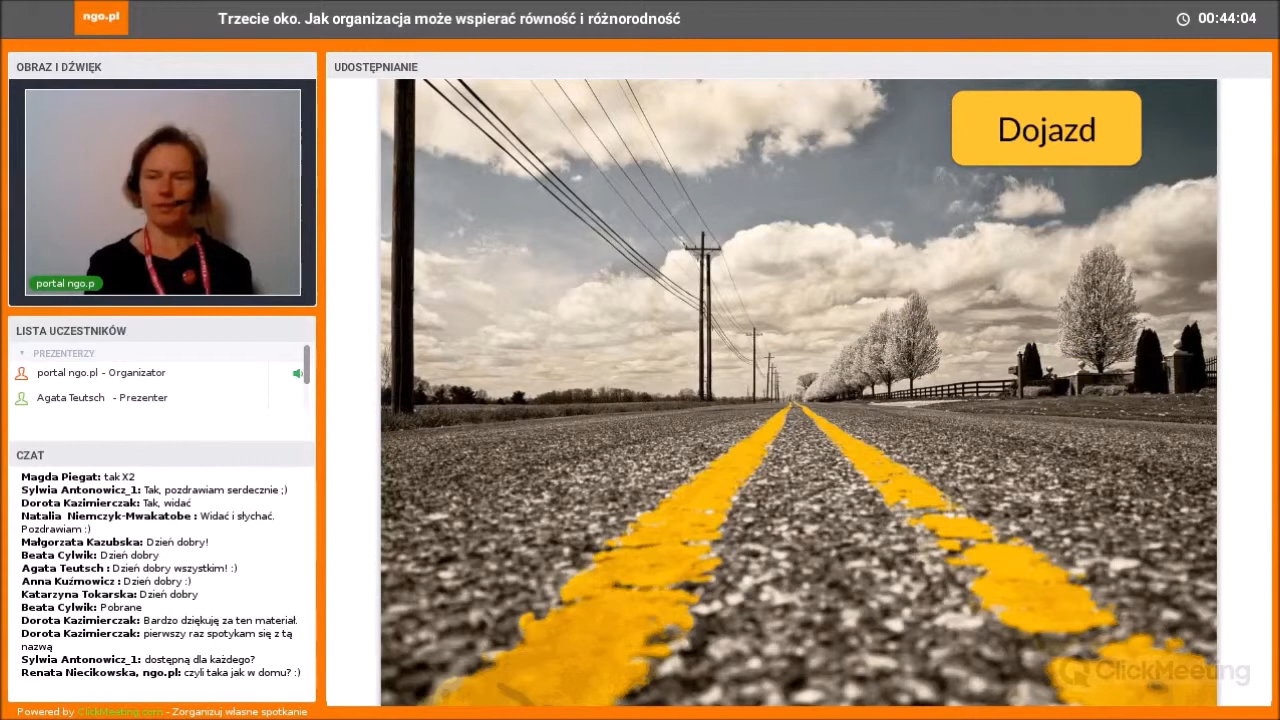 ngo.pl
Trzecie oko. Jak organizacja może wspierać równość i różnorodność
00:44:04
OBRAZ I DŹWIĘK
portal ngo.p
LISTA UCZESTNIKÓW
PREZENTERZY
portal ngo.pl - Organizator
Agata Teutsch - Prezenter
CZAT
Magda Piegat: tak X2
Sylwia Antonowicz_1: Tak, pozdrawiam serdecznie ;)
Dorota Kazimierczak: Tak, widać
Natalia Niemczyk-Mwakatobe : Widać i słychać.
Pozdrawiam :)
Małgorzata Kazubska: Dzień dobry!
Beata Cylwik: Dzień dobry
Agata Teutsch : Dzień dobry wszystkim! :)
Anna Kuźmowicz : Dzień dobry :)
Katarzyna Tokarska: Dzień dobry
Beata Cylwik: Pobrane
Dorota Kazimierczak: Bardzo dziękuję za ten materiał.
Dorota Kazimierczak: pierwszy raz spotykam się z tą
nazwą
Sylwia Antonowicz_1: dostępną dla każdego?
Renata Niecikowska, ngo.pl: czyli taka jak w domu? :)
Powered by ClickMeeting.com - Zorganizuj własne spotkanie
UDOSTĘPNIANIE
Dojazd
ClickMeeting